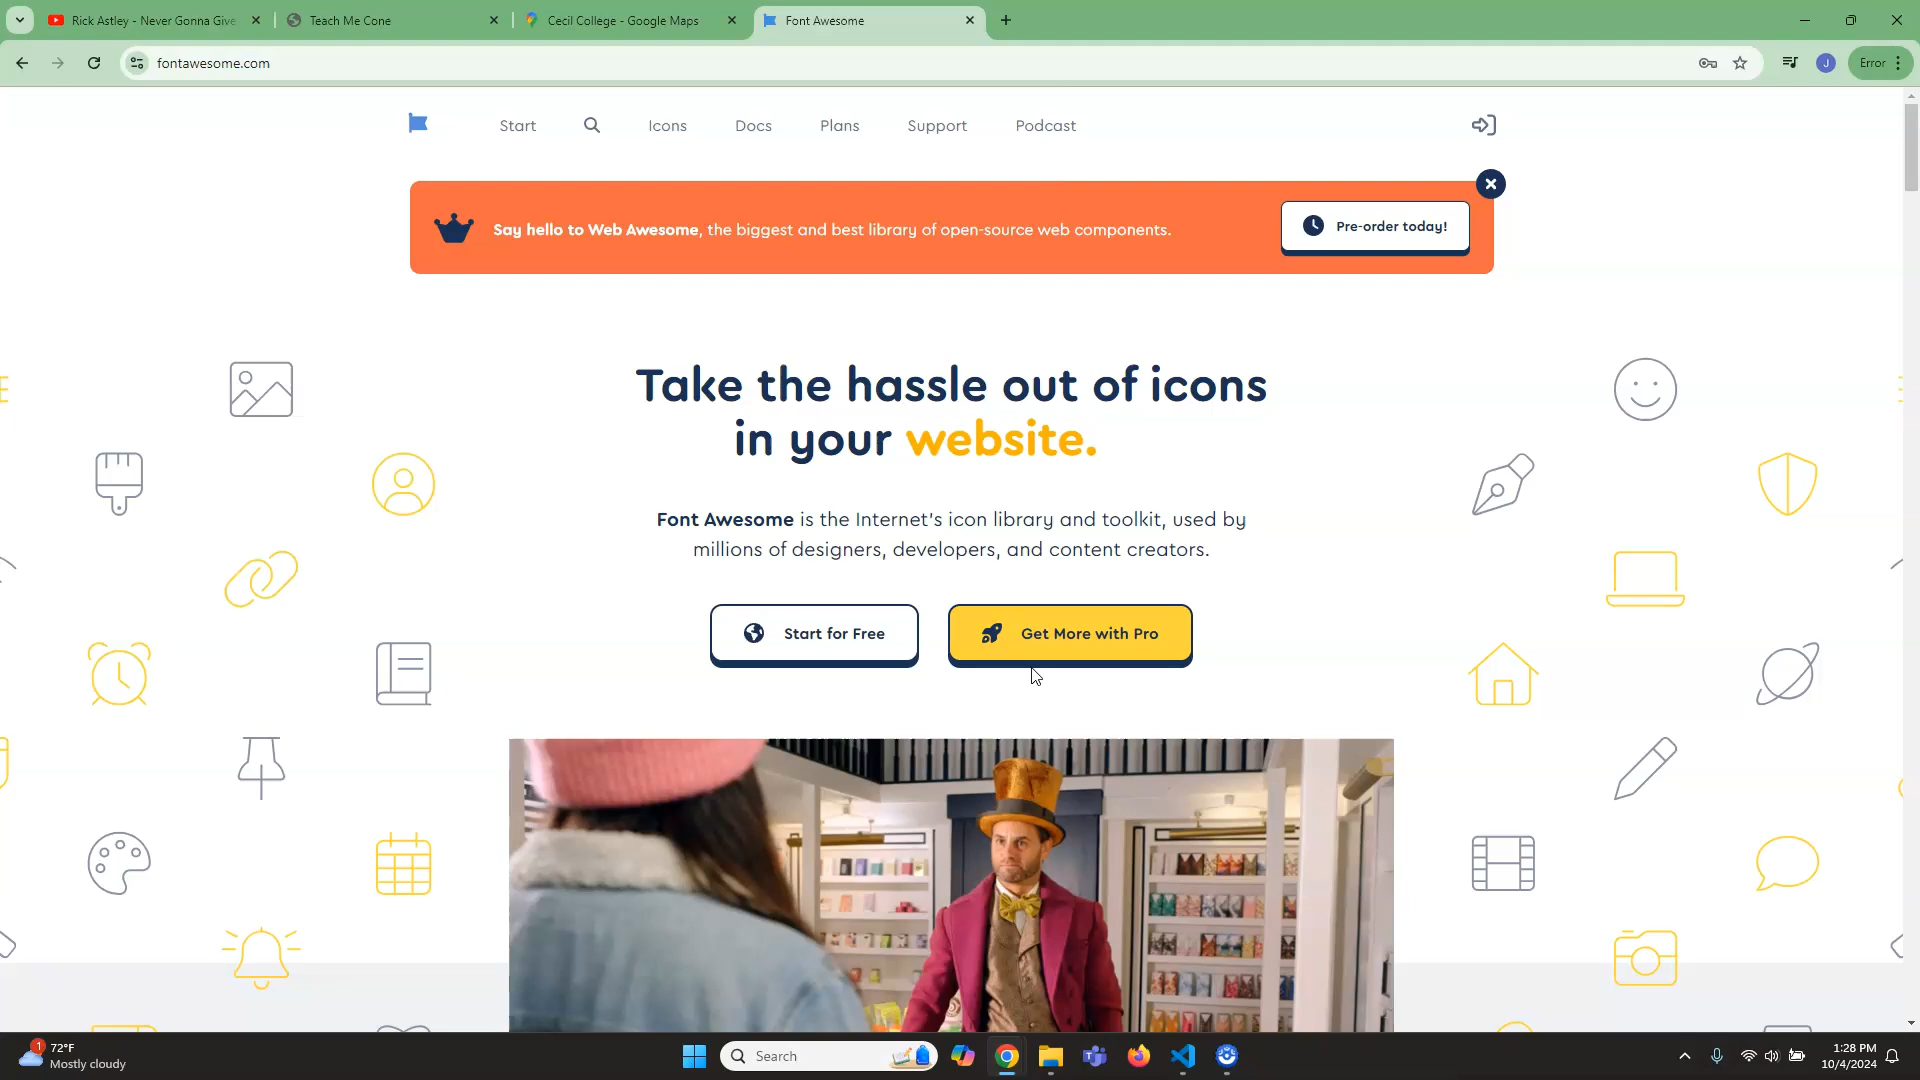 Rick Astley - Never Gonna Give
Teach Me Cone
Cecil College - Google Maps
Font Awesome
fontawesome.com
J
Error
Start
Icons
Docs
Plans
Support
Podcast
Say hello to Web Awesome, the biggest and best library of open-source web components.
Pre-order today!
Take the hassle out of icons
in your website.
Font Awesome is the Internet's icon library and toolkit, used by
millions of designers, developers, and content creators.
Start for Free
Get More with Pro
1
72°F
Mostly cloudy
Search
1:28 PM
10/4/2024